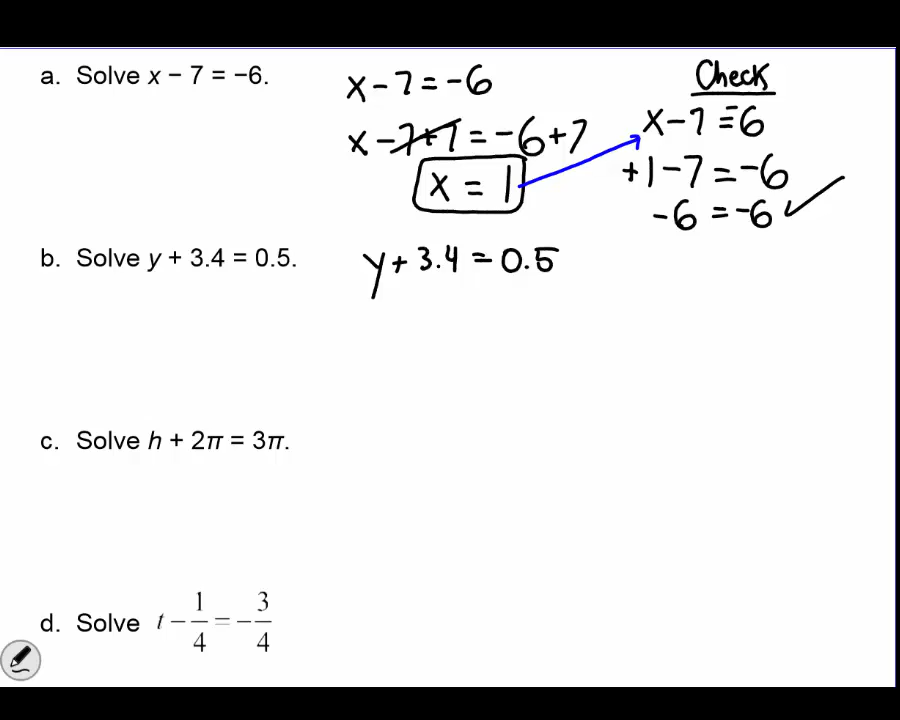 a. Solve x − 7 = −6.
x - 7 = -6
x - 7 + 7 = -6 + 7
x = 1
Check
x - 7 = -6
+1 - 7 = -6
-6 = -6 ✓
b. Solve y + 3.4 = 0.5.
y + 3.4 = 0.5
c. Solve h + 2π = 3π.
d. Solve t − 1/4 = − 3/4